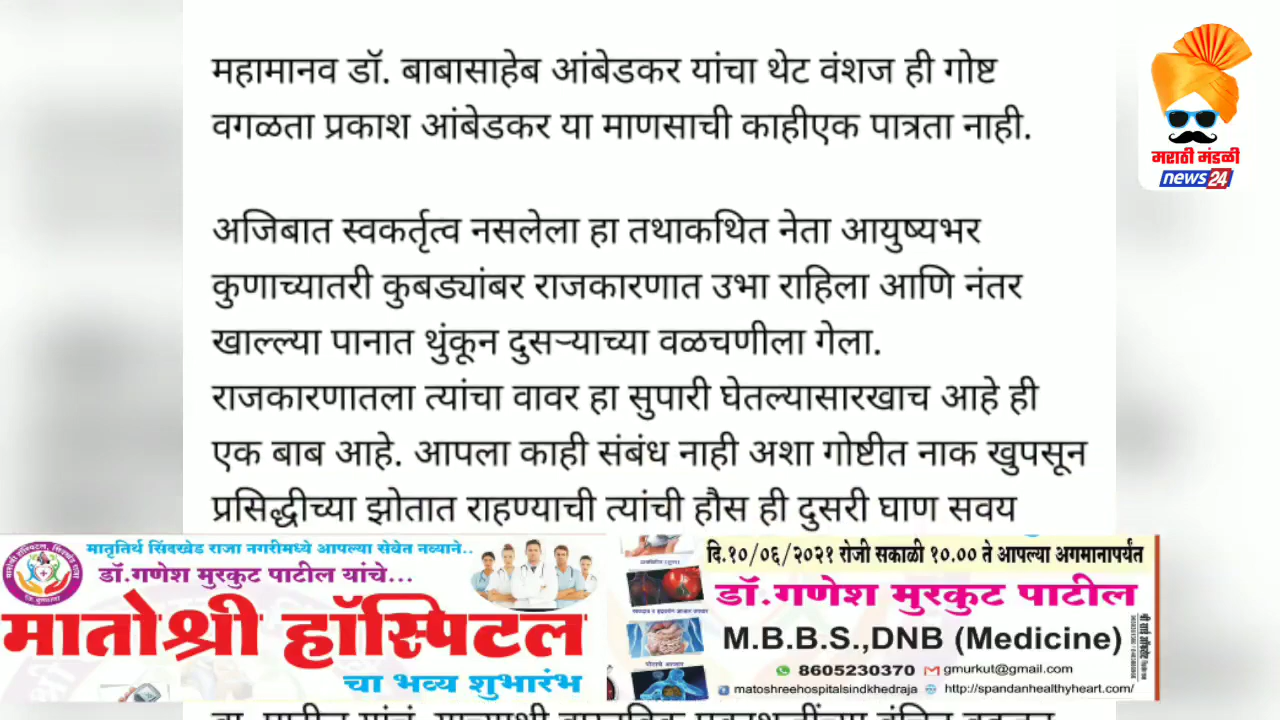 महामानव डॉ. बाबासाहेब आंबेडकर यांचा थेट वंशज ही गोष्ट
वगळता प्रकाश आंबेडकर या माणसाची काहीएक पात्रता नाही.
अजिबात स्वकर्तृत्व नसलेला हा तथाकथित नेता आयुष्यभर
कुणाच्यातरी कुबड्यांबर राजकारणात उभा राहिला आणि नंतर
खाल्ल्या पानात थुंकून दुसऱ्याच्या वळचणीला गेला.
राजकारणातला त्यांचा वावर हा सुपारी घेतल्यासारखाच आहे ही
एक बाब आहे. आपला काही संबंध नाही अशा गोष्टीत नाक खुपसून
प्रसिद्धीच्या झोतात राहण्याची त्यांची हौस ही दुसरी घाण सवय
मराठी मंडळी
news 24
मातृतिर्थ सिंदखेड राजा नगरीमध्ये आपल्या सेवेत नव्याने..
डॉ.गणेश मुरकुट पाटील यांचे...
मातोश्री हॉस्पिटल
चा भव्य शुभारंभ
दि.१०/०६/२०२१ रोजी सकाळी १०.०० ते आपल्या अगमानापर्यंत
डॉ.गणेश मुरकुट पाटील
M.B.B.S.,DNB (Medicine)
8605230370 gmurkut@gmail.com
matoshreehospitalsindkhedraja http://spandanhealthyheart.com/